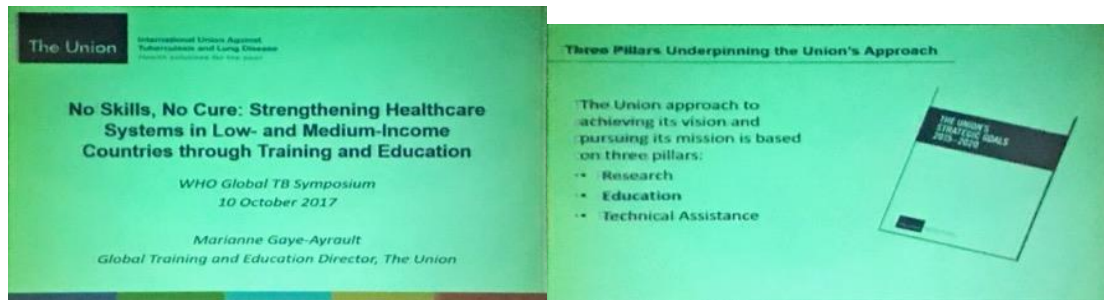 The Union
International Union Against
Tuberculosis and Lung Disease
Health solutions for the poor
No Skills, No Cure: Strengthening Healthcare
Systems in Low- and Medium-Income
Countries through Training and Education
WHO Global TB Symposium
10 October 2017
Marianne Gaye-Ayrault
Global Training and Education Director, The Union
Three Pillars Underpinning the Union's Approach
The Union approach to
achieving its vision and
pursuing its mission is based
on three pillars:
• Research
• Education
• Technical Assistance
THE UNION'S
STRATEGIC GOALS
2015–2020